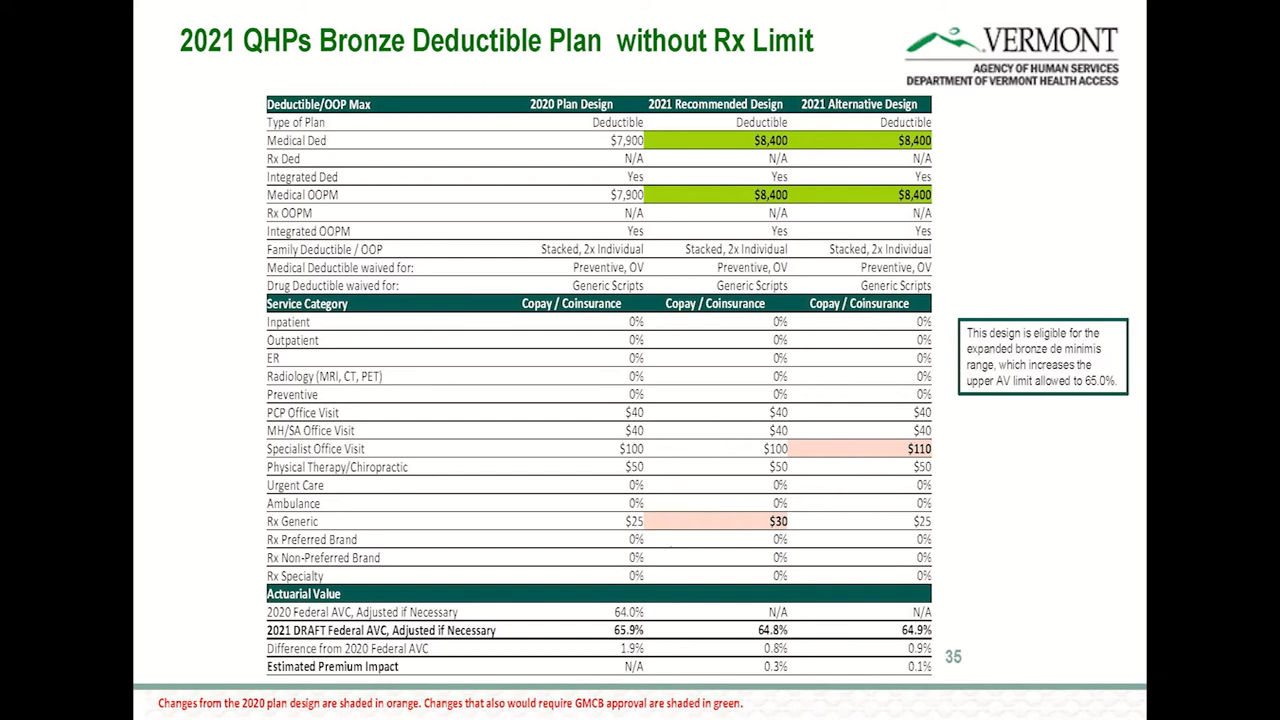 2021 QHPs Bronze Deductible Plan without Rx Limit
VERMONT
AGENCY OF HUMAN SERVICES
DEPARTMENT OF VERMONT HEALTH ACCESS
Deductible/OOP Max 2020 Plan Design 2021 Recommended Design 2021 Alternative Design
Type of Plan Deductible Deductible Deductible
Medical Ded $7,900 $8,400 $8,400
Rx Ded N/A N/A N/A
Integrated Ded Yes Yes Yes
Medical OOPM $7,900 $8,400 $8,400
Rx OOPM N/A N/A N/A
Integrated OOPM Yes Yes Yes
Family Deductible / OOP Stacked, 2x Individual Stacked, 2x Individual Stacked, 2x Individual
Medical Deductible waived for: Preventive, OV Preventive, OV Preventive, OV
Drug Deductible waived for: Generic Scripts Generic Scripts Generic Scripts
Service Category Copay / Coinsurance Copay / Coinsurance Copay / Coinsurance
Inpatient 0% 0% 0%
Outpatient 0% 0% 0%
ER 0% 0% 0%
Radiology (MRI, CT, PET) 0% 0% 0%
Preventive 0% 0% 0%
PCP Office Visit $40 $40 $40
MH/SA Office Visit $40 $40 $40
Specialist Office Visit $100 $100 $110
Physical Therapy/Chiropractic $50 $50 $50
Urgent Care 0% 0% 0%
Ambulance 0% 0% 0%
Rx Generic $25 $30 $25
Rx Preferred Brand 0% 0% 0%
Rx Non-Preferred Brand 0% 0% 0%
Rx Specialty 0% 0% 0%
Actuarial Value
2020 Federal AVC, Adjusted if Necessary 64.0% N/A N/A
2021 DRAFT Federal AVC, Adjusted if Necessary 65.9% 64.8% 64.9%
Difference from 2020 Federal AVC 1.9% 0.8% 0.9%
Estimated Premium Impact N/A 0.3% 0.1%
This design is eligible for the
expanded bronze de minimis
range, which increases the
upper AV limit allowed to 65.0%.
35
Changes from the 2020 plan design are shaded in orange. Changes that also would require GMCB approval are shaded in green.